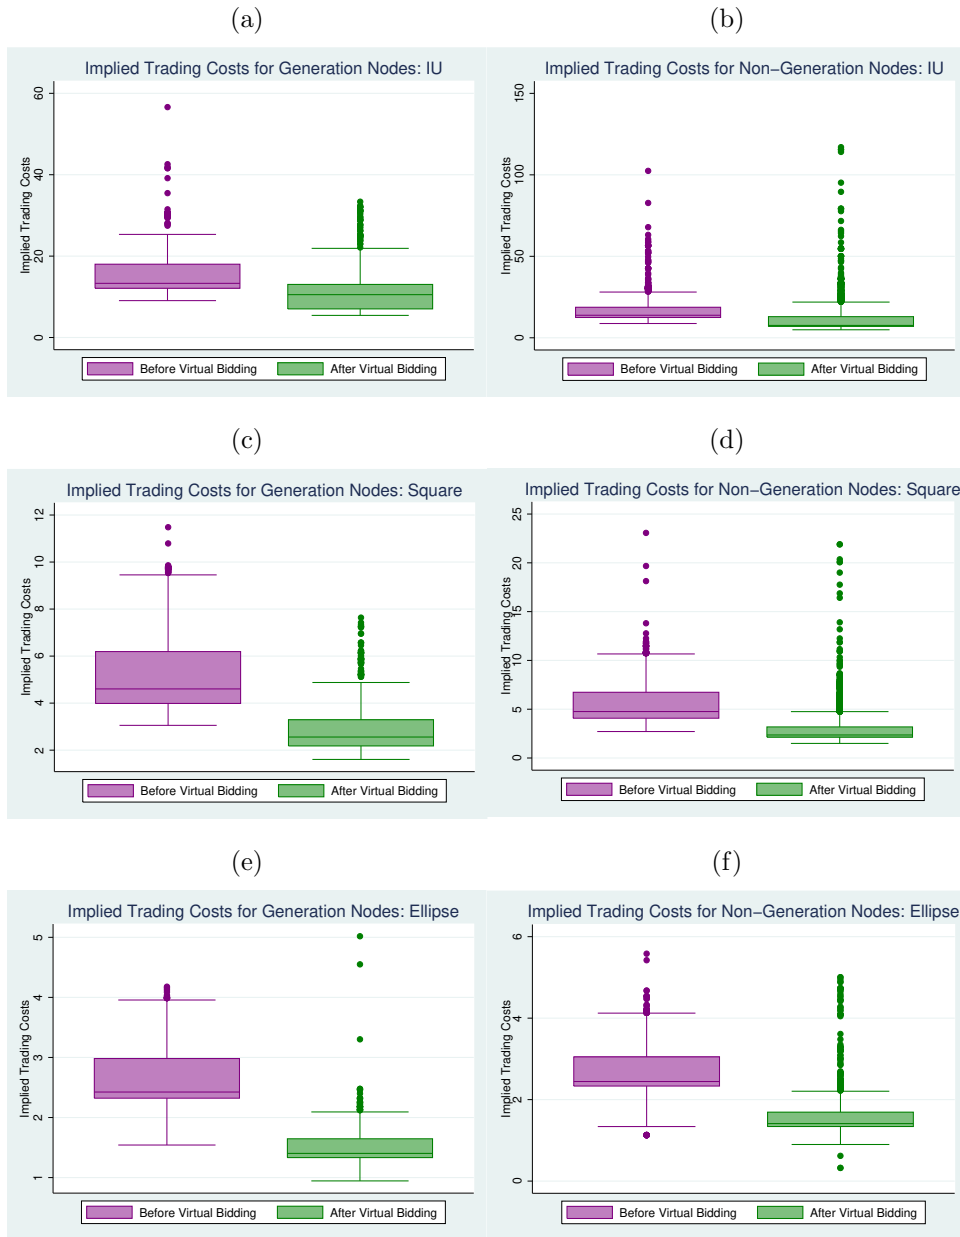 (a)
Implied Trading Costs for Generation Nodes: IU
Implied Trading Costs
60
40
20
0
Before Virtual Bidding
After Virtual Bidding
(b)
Implied Trading Costs for Non−Generation Nodes: IU
Implied Trading Costs
150
100
50
0
Before Virtual Bidding
After Virtual Bidding
(c)
Implied Trading Costs for Generation Nodes: Square
Implied Trading Costs
12
10
8
6
4
2
Before Virtual Bidding
After Virtual Bidding
(d)
Implied Trading Costs for Non−Generation Nodes: Square
Implied Trading Costs
25
20
15
10
5
0
Before Virtual Bidding
After Virtual Bidding
(e)
Implied Trading Costs for Generation Nodes: Ellipse
Implied Trading Costs
5
4
3
2
1
Before Virtual Bidding
After Virtual Bidding
(f)
Implied Trading Costs for Non−Generation Nodes: Ellipse
Implied Trading Costs
6
4
2
0
Before Virtual Bidding
After Virtual Bidding